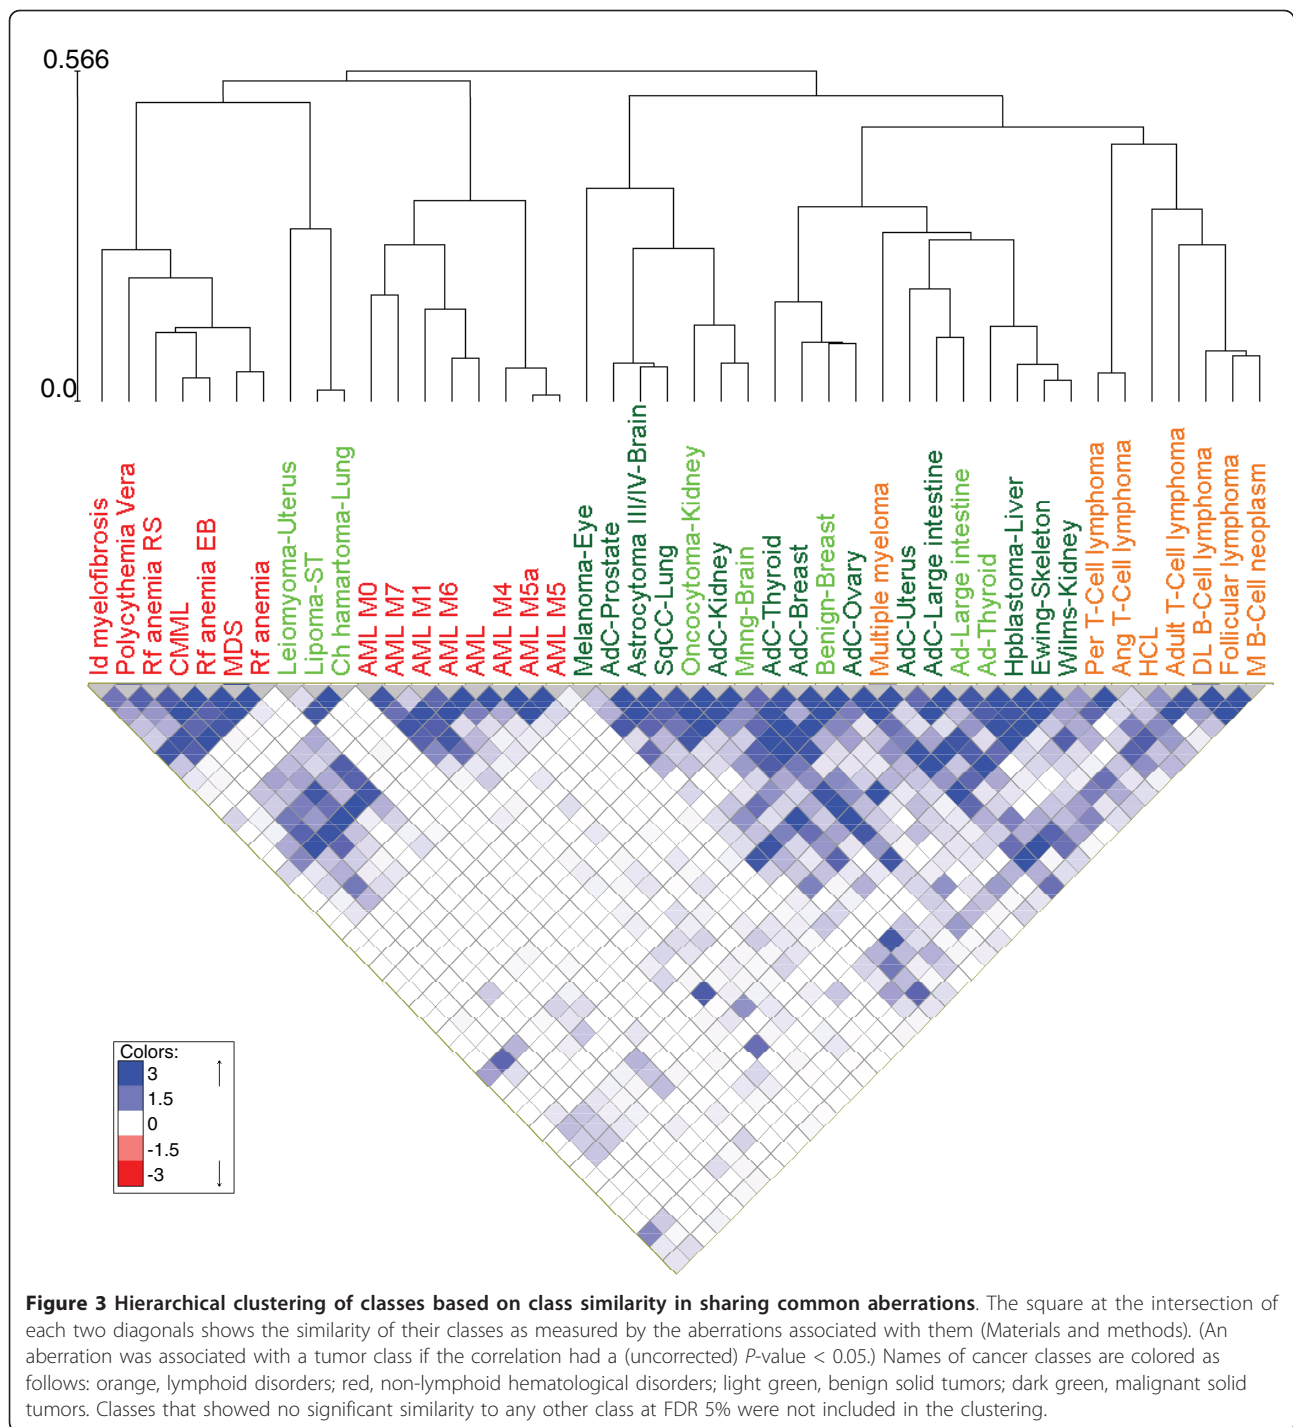 0.566
0.0
Id myelofibrosis
Polycythemia Vera
Rf anemia RS
CMML
Rf anemia EB
MDS
Rf anemia
Leiomyoma-Uterus
Lipoma-ST
Ch hamartoma-Lung
AML M0
AML M7
AML M1
AML M6
AML
AML M4
AML M5a
AML M5
Melanoma-Eye
AdC-Prostate
Astrocytoma III/IV-Brain
SqCC-Lung
Oncocytoma-Kidney
AdC-Kidney
Mnng-Brain
AdC-Thyroid
AdC-Breast
Benign-Breast
AdC-Ovary
Multiple myeloma
AdC-Uterus
AdC-Large intestine
Ad-Large intestine
Ad-Thyroid
Hpblastoma-Liver
Ewing-Skeleton
Wilms-Kidney
Per T-Cell lymphoma
Ang T-Cell lymphoma
HCL
Adult T-Cell lymphoma
DL B-Cell lymphoma
Follicular lymphoma
M B-Cell neoplasm
Colors:
3
1.5
0
-1.5
-3
Figure 3 Hierarchical clustering of classes based on class similarity in sharing common aberrations. The square at the intersection of
each two diagonals shows the similarity of their classes as measured by the aberrations associated with them (Materials and methods). (An
aberration was associated with a tumor class if the correlation had a (uncorrected) P-value < 0.05.) Names of cancer classes are colored as
follows: orange, lymphoid disorders; red, non-lymphoid hematological disorders; light green, benign solid tumors; dark green, malignant solid
tumors. Classes that showed no significant similarity to any other class at FDR 5% were not included in the clustering.